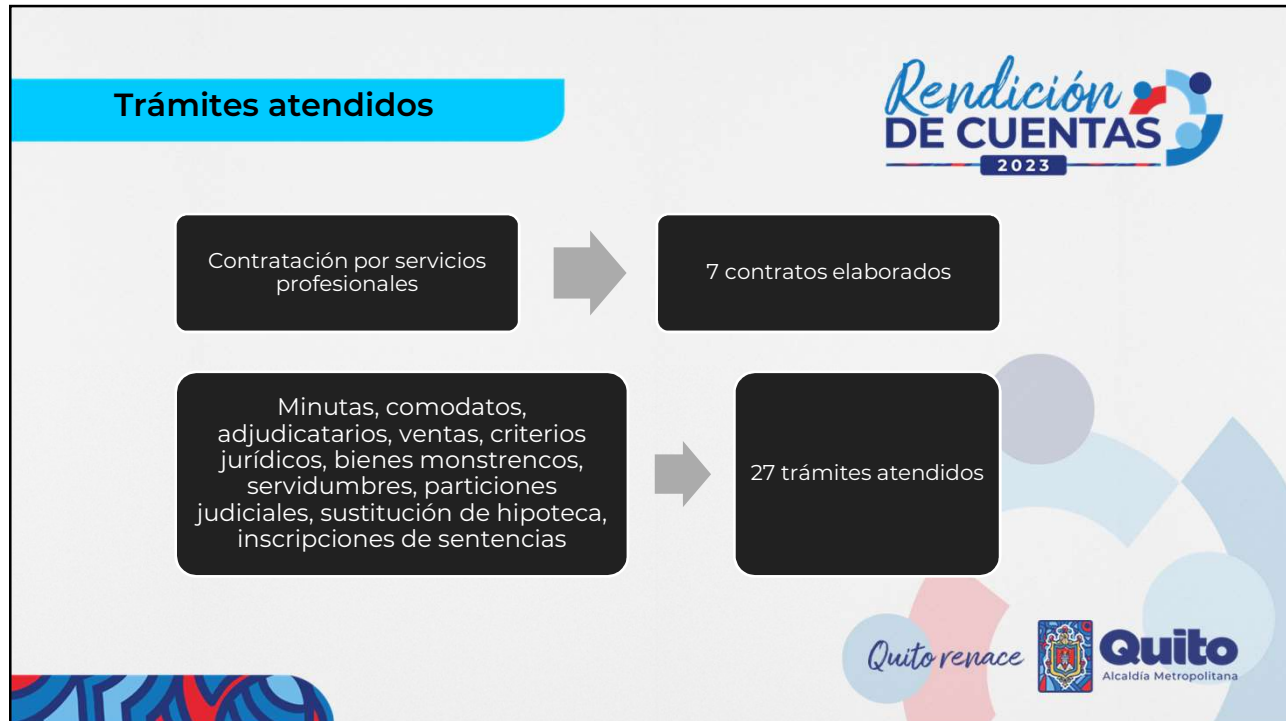 Trámites atendidos
Rendición
DE CUENTAS
2023
Contratación por servicios
profesionales
7 contratos elaborados
Minutas, comodatos,
adjudicatarios, ventas, criterios
jurídicos, bienes monstrencos,
servidumbres, particiones
judiciales, sustitución de hipoteca,
inscripciones de sentencias
27 trámites atendidos
Quito renace
Quito
Alcaldía Metropolitana